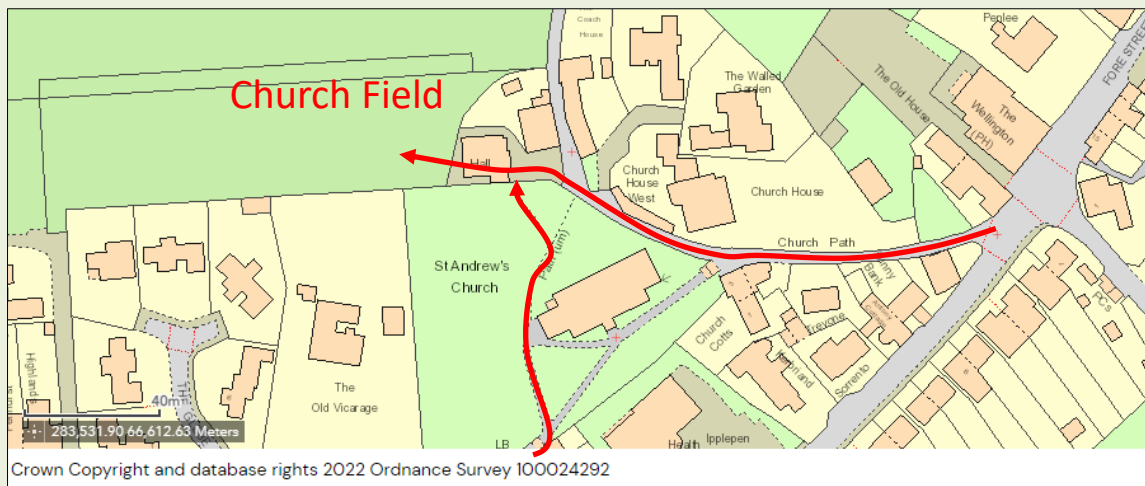 The
Coach
House
Penlee
FORE STREET
Church Field
The Walled
Garden
The Old House
The
Wellington
(PH)
Hall
Church
House
West
Church House
Church Path
Path (um)
St Andrew's
Church
Bank
Church
Cotts
Trevone
Sorrento
PCs
The
Old Vicarage
Highlands
THE
40m
283,531.90 66,612.63 Meters
LB
Health
Ipplepen
Crown Copyright and database rights 2022 Ordnance Survey 100024292